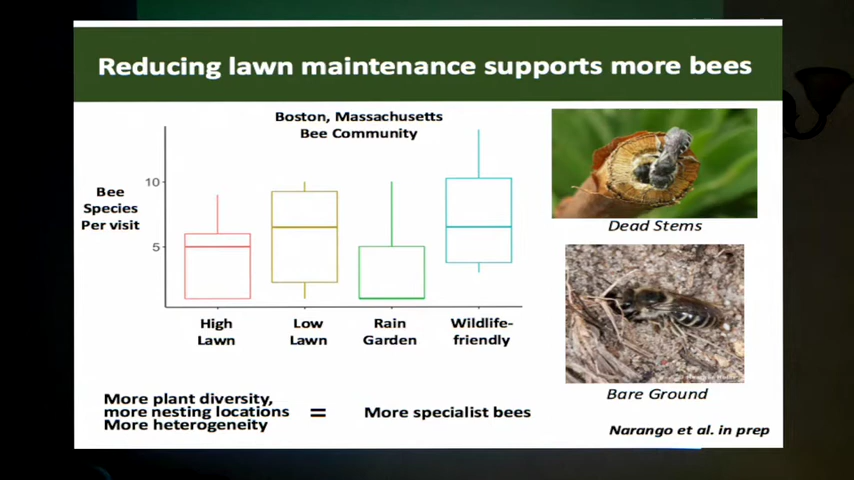 Reducing lawn maintenance supports more bees
Boston, Massachusetts
Bee Community
Bee
Species
Per visit
10
5
High
Lawn
Low
Lawn
Rain
Garden
Wildlife-
friendly
Dead Stems
Bare Ground
More plant diversity,
more nesting locations
More heterogeneity
=
More specialist bees
Narango et al. in prep